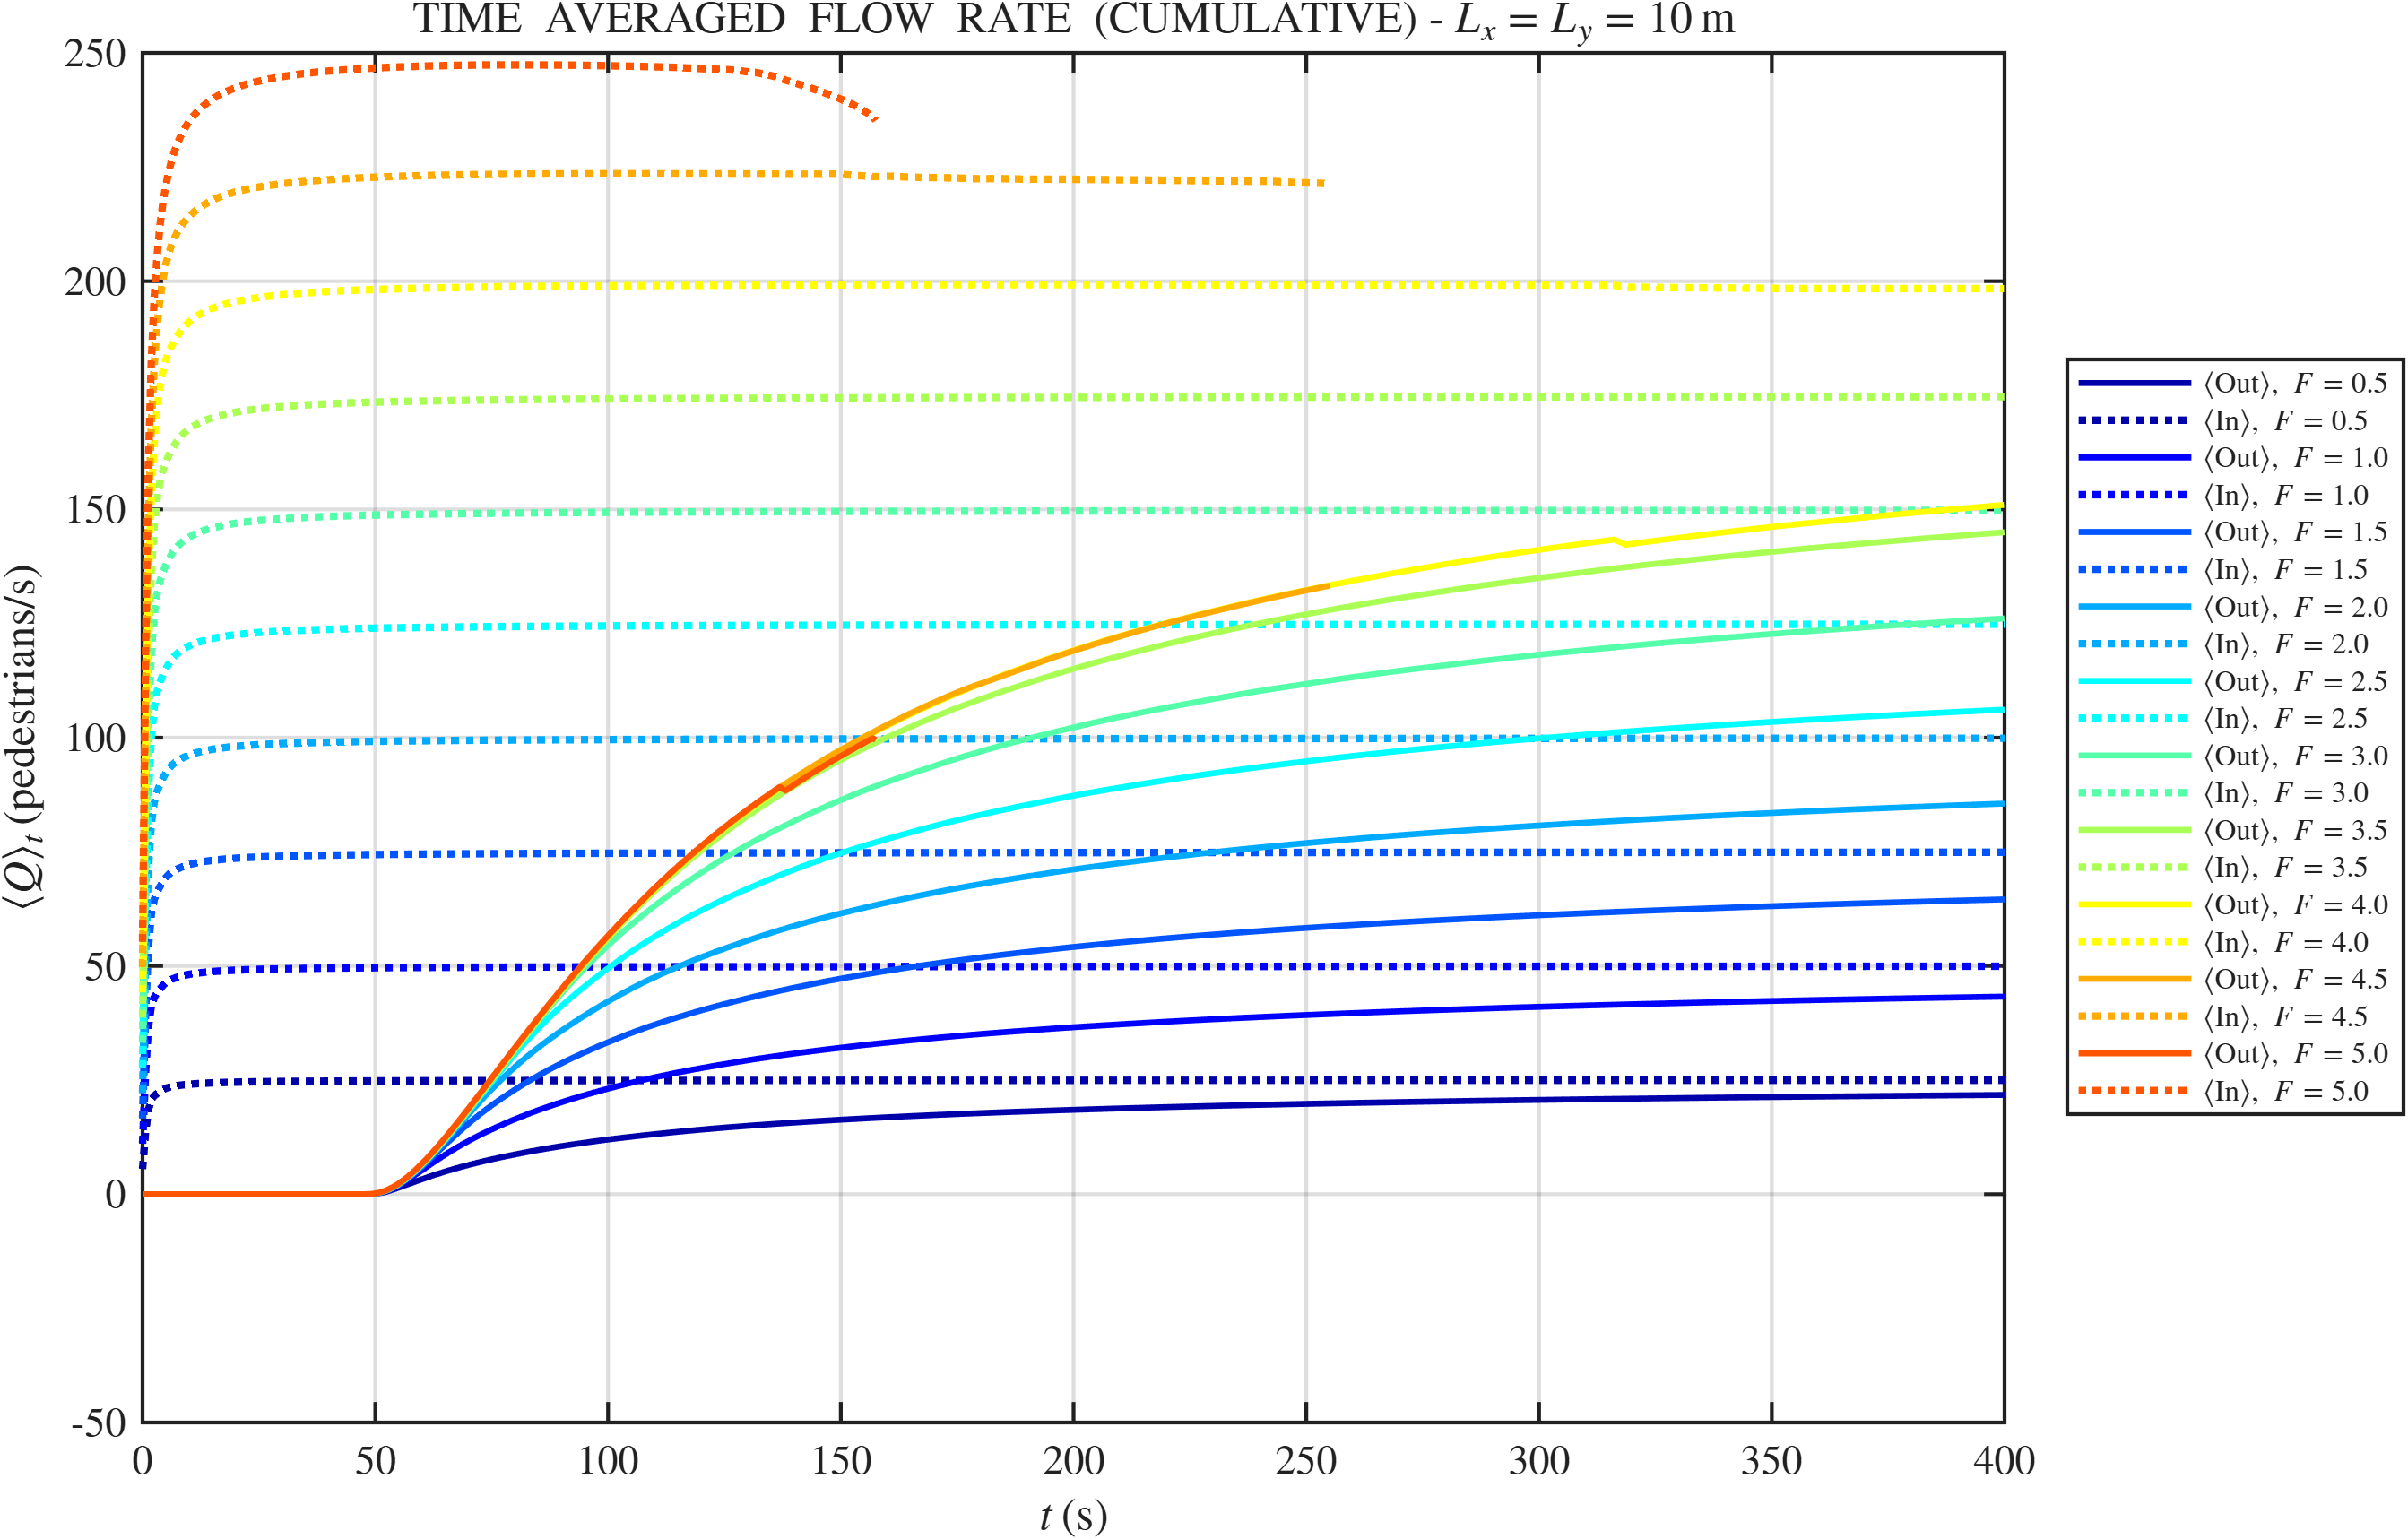 TIME AVERAGED FLOW RATE (CUMULATIVE) - Lx = Ly = 10 m
250
200
150
100
50
0
-50
⟨Q⟩t (pedestrians/s)
0 50 100 150 200 250 300 350 400
t (s)
⟨Out⟩, F = 0.5
⟨In⟩, F = 0.5
⟨Out⟩, F = 1.0
⟨In⟩, F = 1.0
⟨Out⟩, F = 1.5
⟨In⟩, F = 1.5
⟨Out⟩, F = 2.0
⟨In⟩, F = 2.0
⟨Out⟩, F = 2.5
⟨In⟩, F = 2.5
⟨Out⟩, F = 3.0
⟨In⟩, F = 3.0
⟨Out⟩, F = 3.5
⟨In⟩, F = 3.5
⟨Out⟩, F = 4.0
⟨In⟩, F = 4.0
⟨Out⟩, F = 4.5
⟨In⟩, F = 4.5
⟨Out⟩, F = 5.0
⟨In⟩, F = 5.0